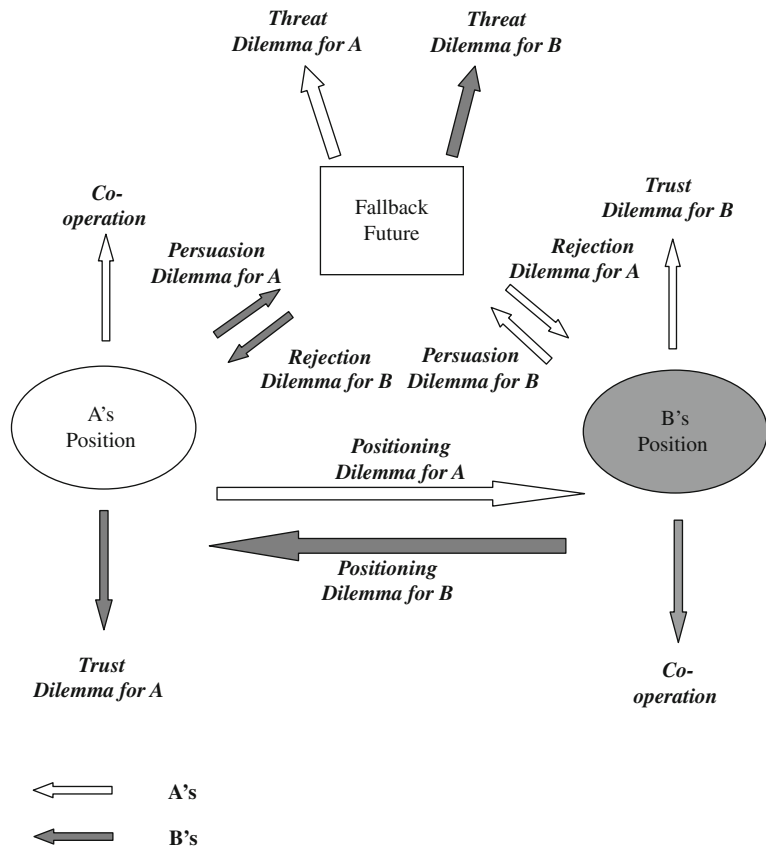 Threat
Dilemma for A
Threat
Dilemma for B
Co-
operation
Persuasion
Dilemma for A
Fallback
Future
Trust
Dilemma for B
Rejection
Dilemma for A
Rejection
Dilemma for B
Persuasion
Dilemma for B
A's
Position
B's
Position
Positioning
Dilemma for A
Positioning
Dilemma for B
Trust
Dilemma for A
Co-
operation
A's
B's